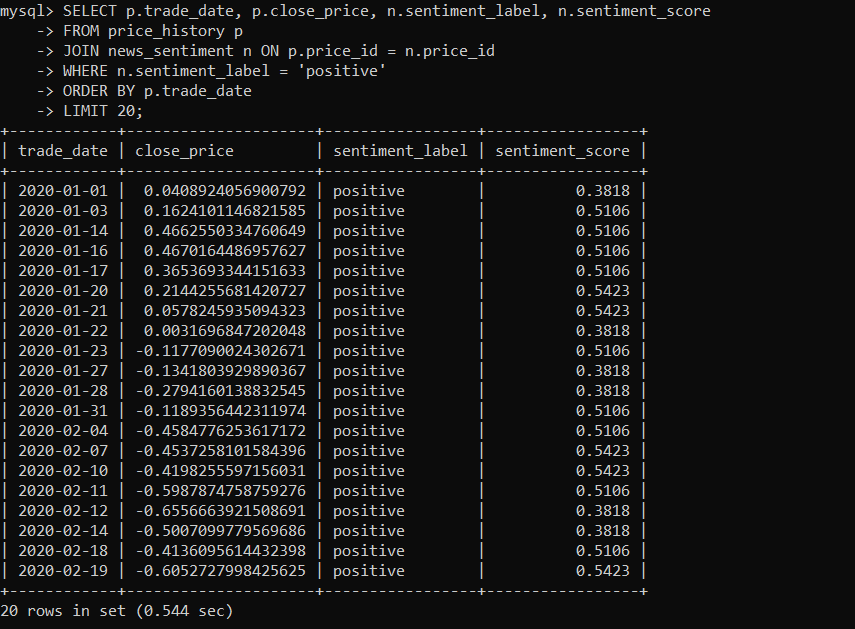 mysql> SELECT p.trade_date, p.close_price, n.sentiment_label, n.sentiment_score
    -> FROM price_history p
    -> JOIN news_sentiment n ON p.price_id = n.price_id
    -> WHERE n.sentiment_label = 'positive'
    -> ORDER BY p.trade_date
    -> LIMIT 20;
+------------+---------------------+-----------------+-----------------+
| trade_date | close_price         | sentiment_label | sentiment_score |
+------------+---------------------+-----------------+-----------------+
| 2020-01-01 |  0.0408924056900792 | positive        |          0.3818 |
| 2020-01-03 |  0.1624101146821585 | positive        |          0.5106 |
| 2020-01-14 |  0.4662550334760649 | positive        |          0.5106 |
| 2020-01-16 |  0.4670164486957627 | positive        |          0.5106 |
| 2020-01-17 |  0.3653693344151633 | positive        |          0.5106 |
| 2020-01-20 |  0.2144255681420727 | positive        |          0.5423 |
| 2020-01-21 |  0.0578245935094323 | positive        |          0.5423 |
| 2020-01-22 |  0.0031696847202048 | positive        |          0.3818 |
| 2020-01-23 | -0.1177090024302671 | positive        |          0.5106 |
| 2020-01-27 | -0.1341803929890367 | positive        |          0.3818 |
| 2020-01-28 | -0.2794160138832545 | positive        |          0.3818 |
| 2020-01-31 | -0.1189356442311974 | positive        |          0.5106 |
| 2020-02-04 | -0.4584776253617172 | positive        |          0.5106 |
| 2020-02-07 | -0.4537258101584396 | positive        |          0.5423 |
| 2020-02-10 | -0.4198255597156031 | positive        |          0.5423 |
| 2020-02-11 | -0.5987874758759276 | positive        |          0.5106 |
| 2020-02-12 | -0.6556663921508691 | positive        |          0.3818 |
| 2020-02-14 | -0.5007099779569686 | positive        |          0.3818 |
| 2020-02-18 | -0.4136095614432398 | positive        |          0.5106 |
| 2020-02-19 | -0.6052727998425625 | positive        |          0.5423 |
+------------+---------------------+-----------------+-----------------+
20 rows in set (0.544 sec)